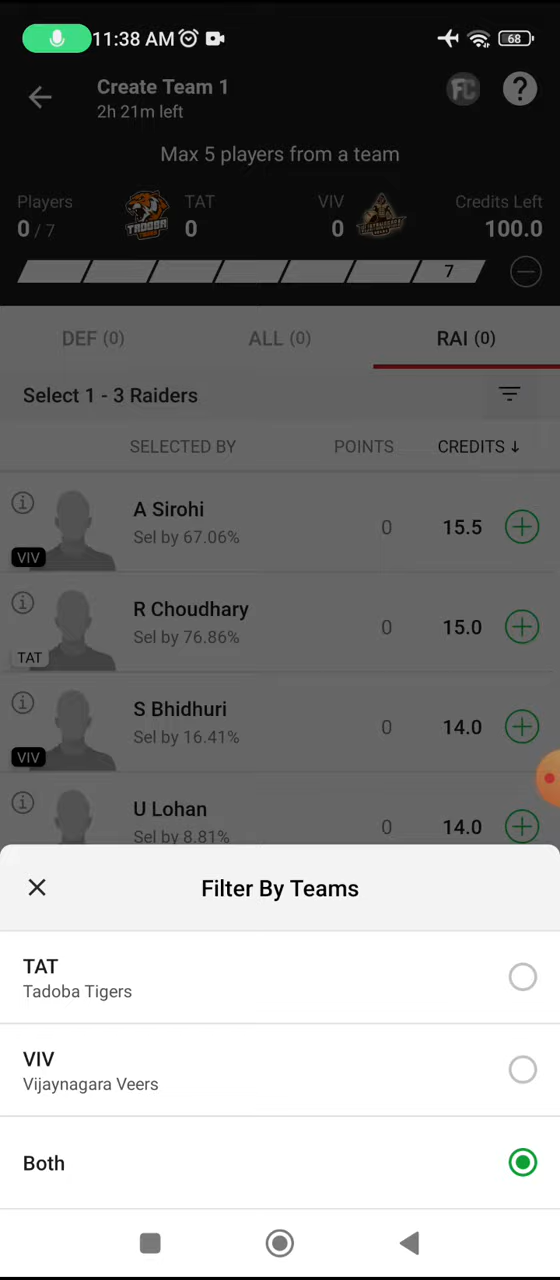 11:38 AM
68
Create Team 1
2h 21m left
FC
?
Max 5 players from a team
Players
0 / 7
TADOBA
TAT
0
VIV
0
Credits Left
100.0
7
DEF (0)
ALL (0)
RAI (0)
Select 1 - 3 Raiders
SELECTED BY
POINTS
CREDITS ↓
A Sirohi
Sel by 67.06%
0
15.5
VIV
R Choudhary
Sel by 76.86%
0
15.0
TAT
S Bhidhuri
Sel by 16.41%
0
14.0
VIV
U Lohan
Sel by 8.81%
0
14.0
Filter By Teams
TAT
Tadoba Tigers
VIV
Vijaynagara Veers
Both